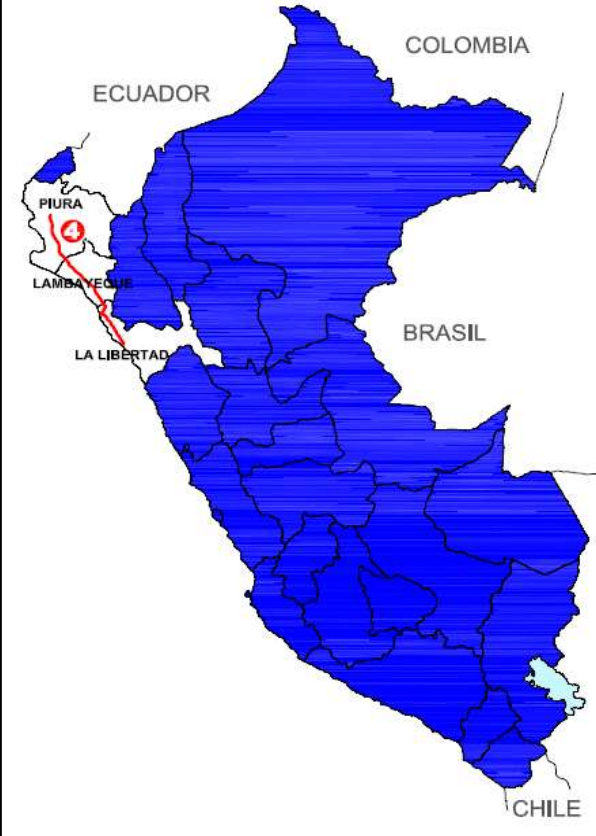 COLOMBIA
ECUADOR
PIURA
4
LAMBAYEQUE
BRASIL
LA LIBERTAD
CHILE